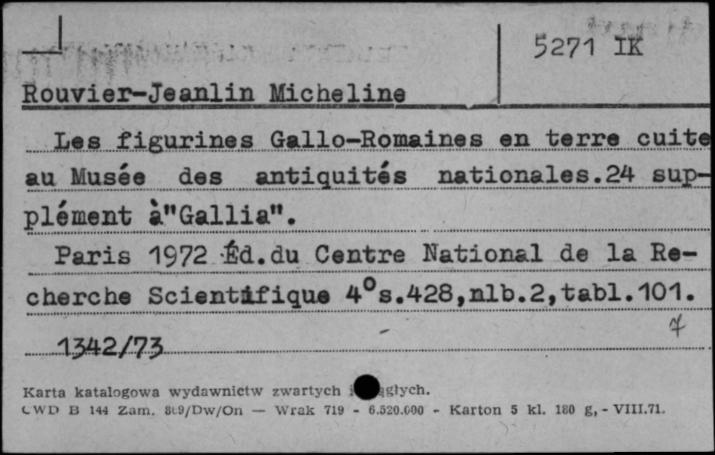 5271 IK
Rouvier-Jeanlin Micheline
Les figurines Gallo-Romaines en terre cuite
au Musée des antiquités nationales.24 sup-
plément à"Gallia".
Paris 1972 Éd.du Centre National de la Re-
cherche Scientifique 4°s.428,nlb.2,tabl.101.
7
1342/73
Karta katalogowa wydawnictw zwartych głych.
CWD B 144 Zam. 809/Dw/On — Wrak 719 - 6.520.000 - Karton 5 kl. 180 g, - VIII.71.